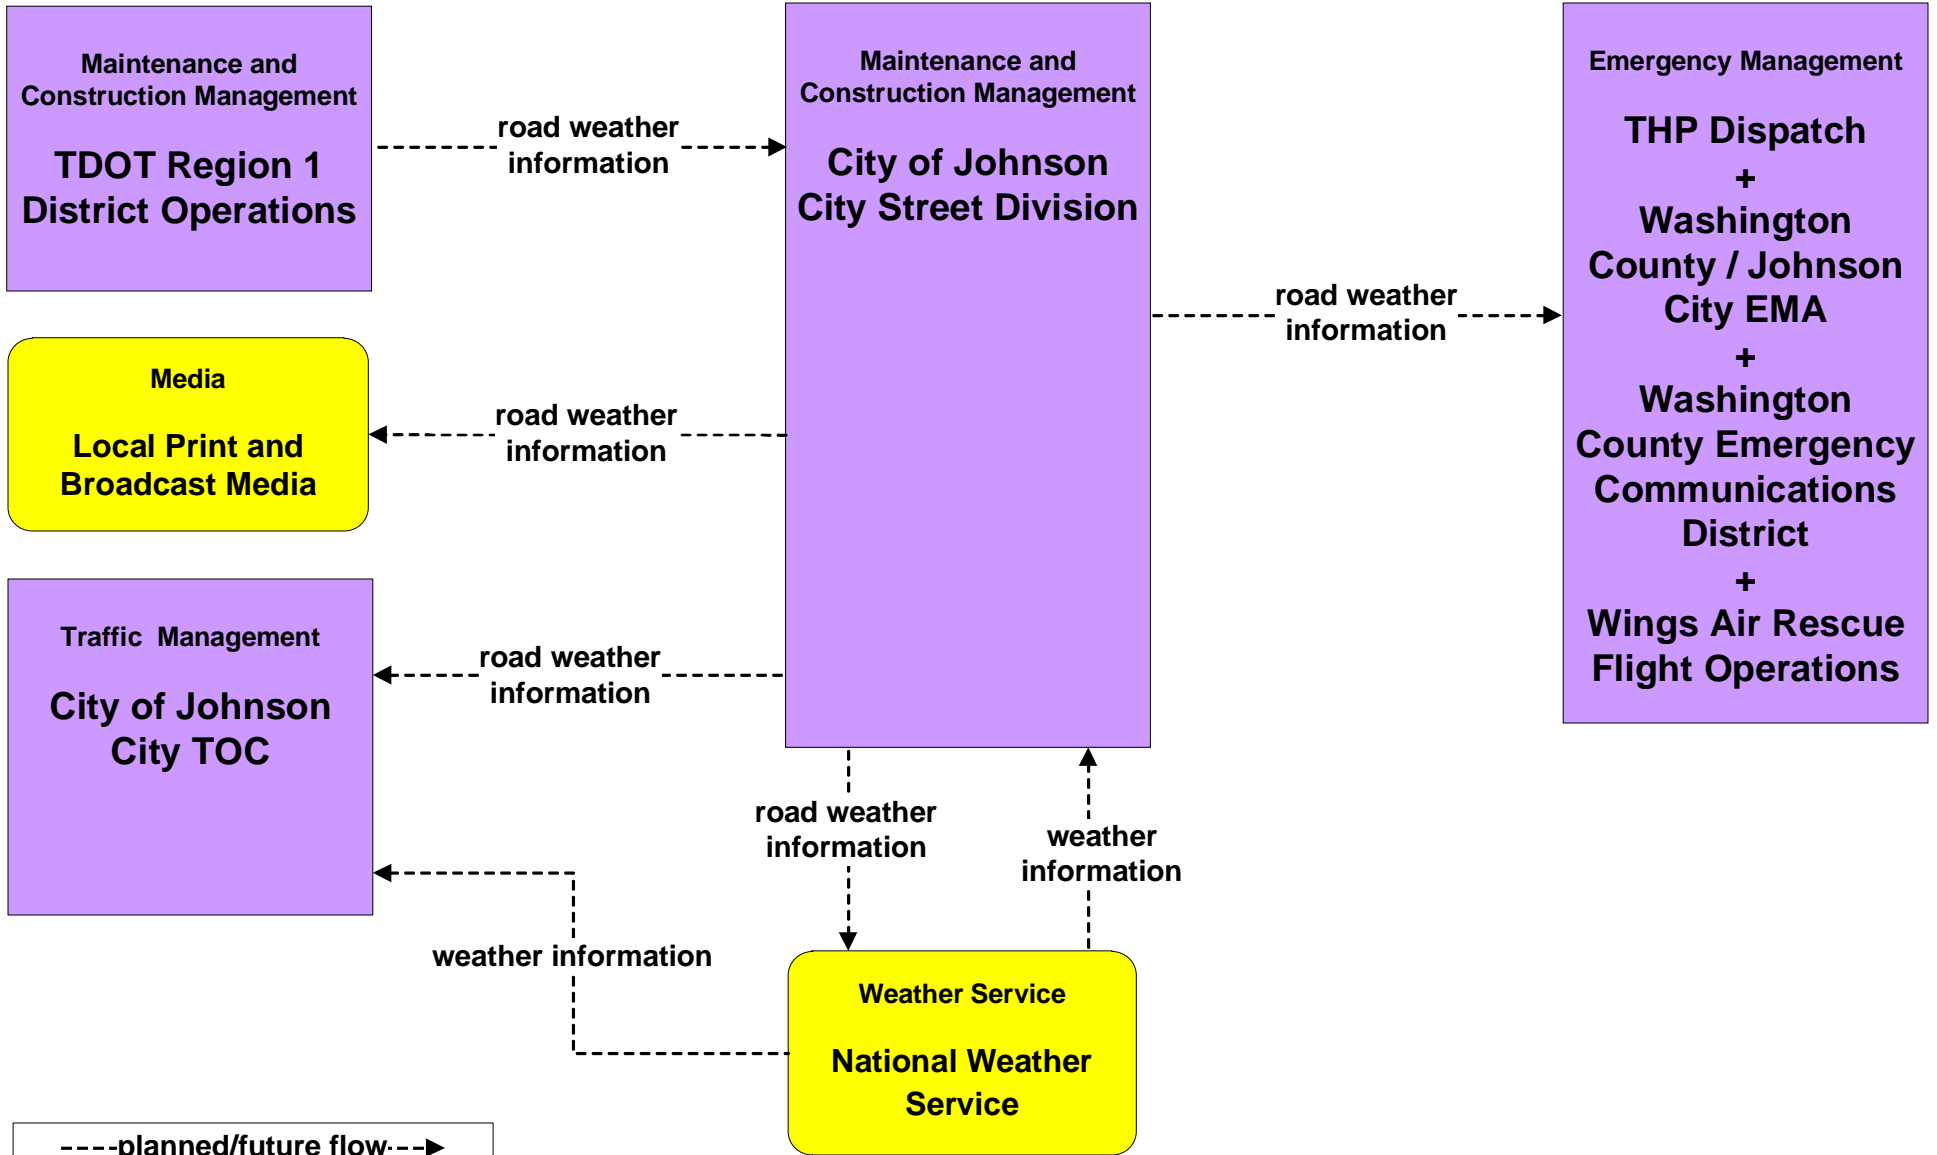 Maintenance and
Construction Management
TDOT Region 1
District Operations
road weather
information
Maintenance and
Construction Management
City of Johnson
City Street Division
road weather
information
Emergency Management
THP Dispatch
+
Washington
County / Johnson
City EMA
+
Washington
County Emergency
Communications
District
+
Wings Air Rescue
Flight Operations
Media
Local Print and
Broadcast Media
road weather
information
Traffic Management
City of Johnson
City TOC
road weather
information
road weather
information
weather
information
weather information
Weather Service
National Weather
Service
planned/future flow